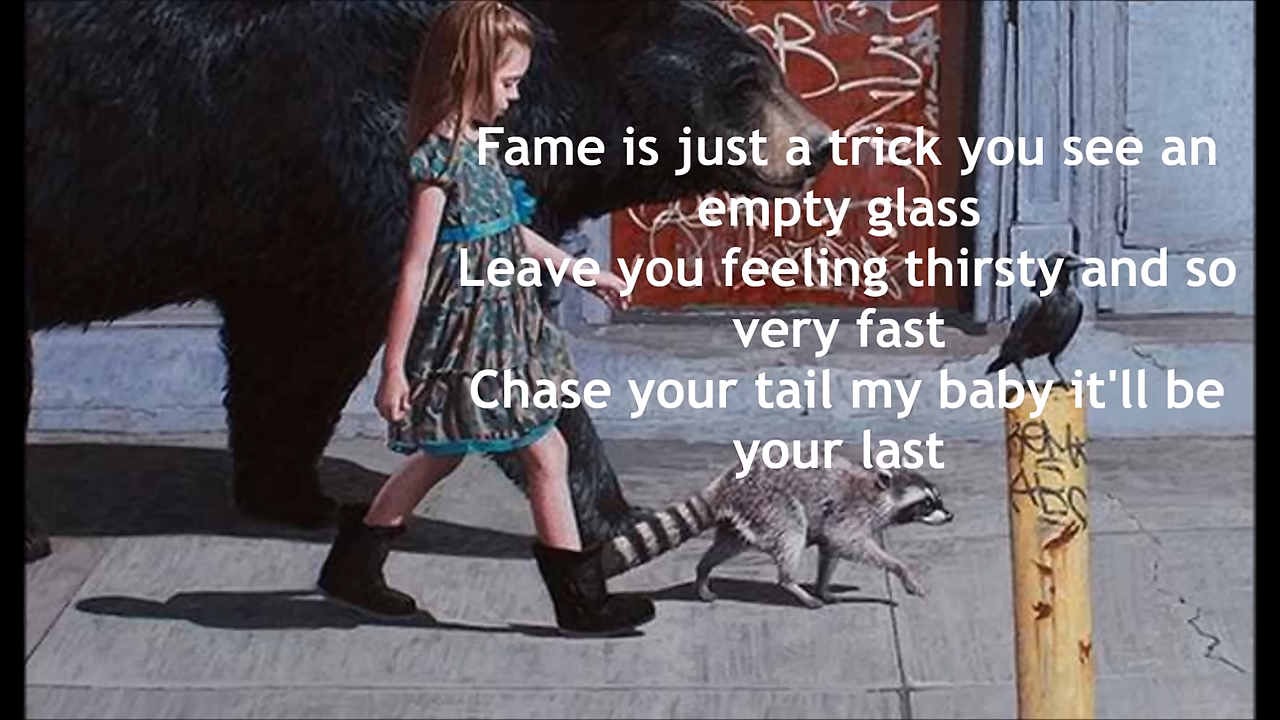 Fame is just a trick you see an
empty glass
Leave you feeling thirsty and so
very fast
Chase your tail my baby it'll be
your last